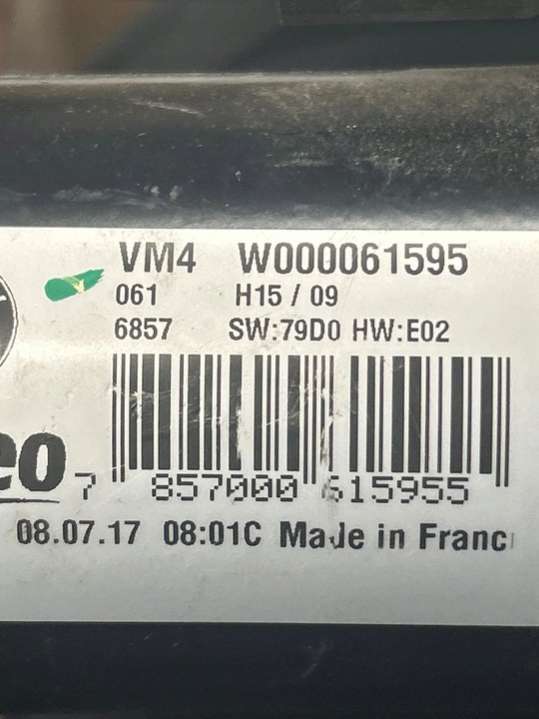 VM4 W000061595
061 H15 / 09
6857 SW:79D0 HW:E02
eo
7 857000 615955
08.07.17 08:01C Made in Franc